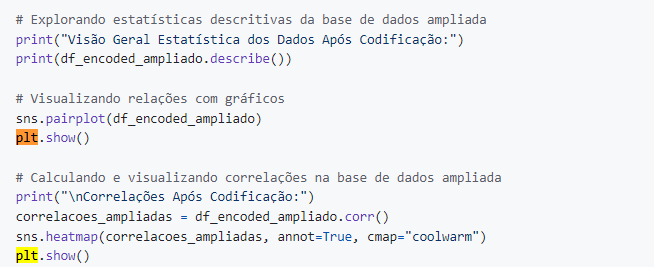 # Explorando estatísticas descritivas da base de dados ampliada
print("Visão Geral Estatística dos Dados Após Codificação:")
print(df_encoded_ampliado.describe())
# Visualizando relações com gráficos
sns.pairplot(df_encoded_ampliado)
plt.show()
# Calculando e visualizando correlações na base de dados ampliada
print("\nCorrelações Após Codificação:")
correlacoes_ampliadas = df_encoded_ampliado.corr()
sns.heatmap(correlacoes_ampliadas, annot=True, cmap="coolwarm")
plt.show()